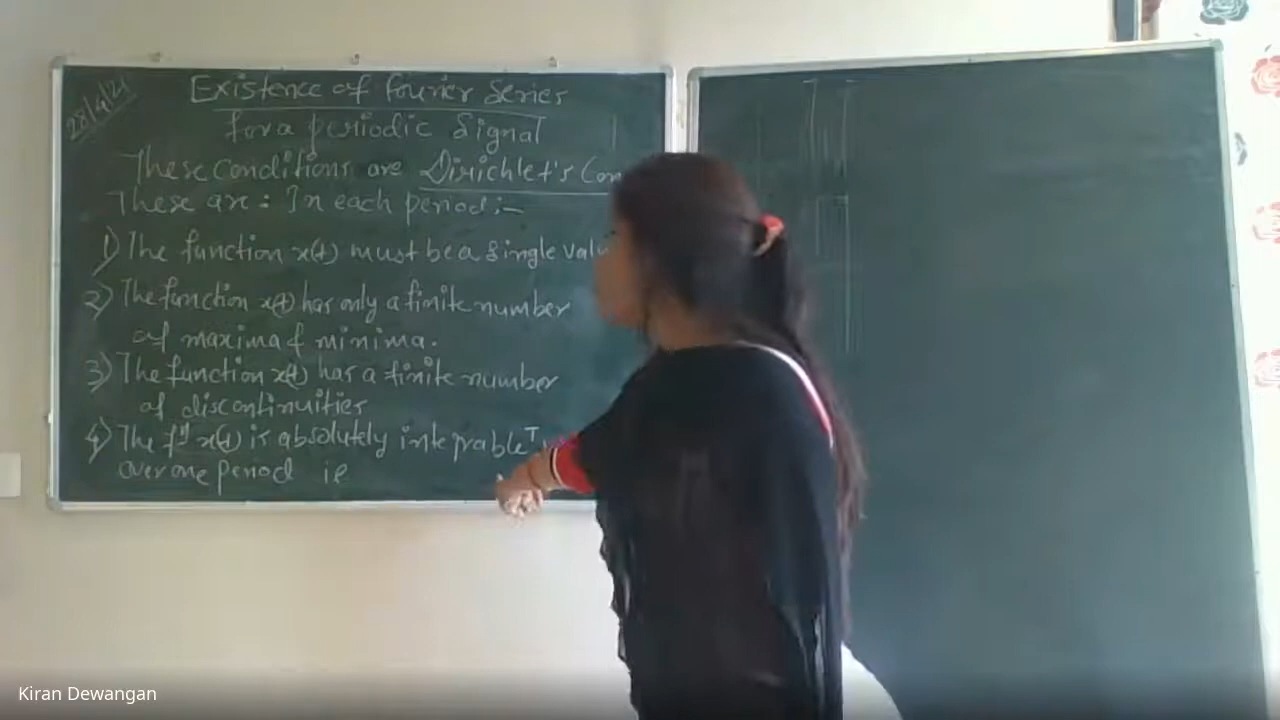 28/4/21
Existence of Fourier Series
for a periodic Signal
These Conditions are Dirichlet's Con
These are : In each period :-
1) The function x(t) must be a single valu
2) The function x(t) has only a finite number
of maxima & minima.
3) The function x(t) has a finite number
of discontinuities
4) The fⁿ x(t) is absolutely integrable T
over one period ie
Kiran Dewangan